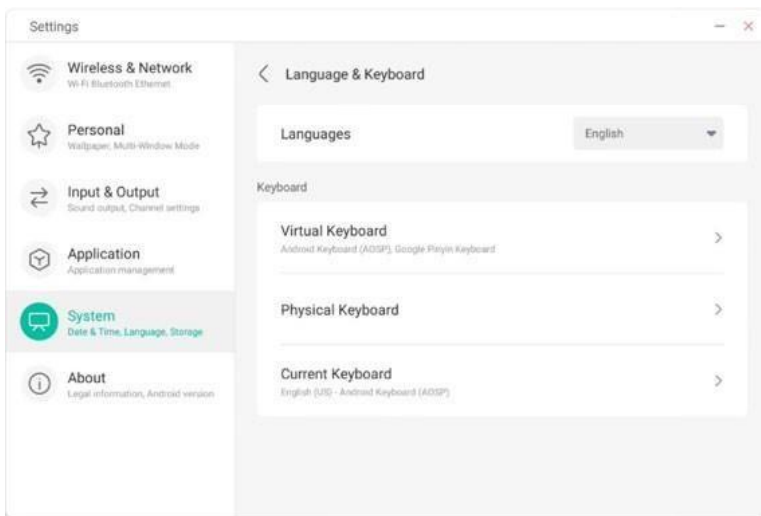 Settings
Wireless & Network
Wi-Fi Bluetooth Ethernet
Personal
Wallpaper, Multi-Window Mode
Input & Output
Sound output, Channel settings
Application
Application management
System
Date & Time, Language, Storage
About
Legal information, Android version
Language & Keyboard
Languages
English
Keyboard
Virtual Keyboard
Android Keyboard (AOSP), Google Pinyin Keyboard
Physical Keyboard
Current Keyboard
English (US) - Android Keyboard (AOSP)